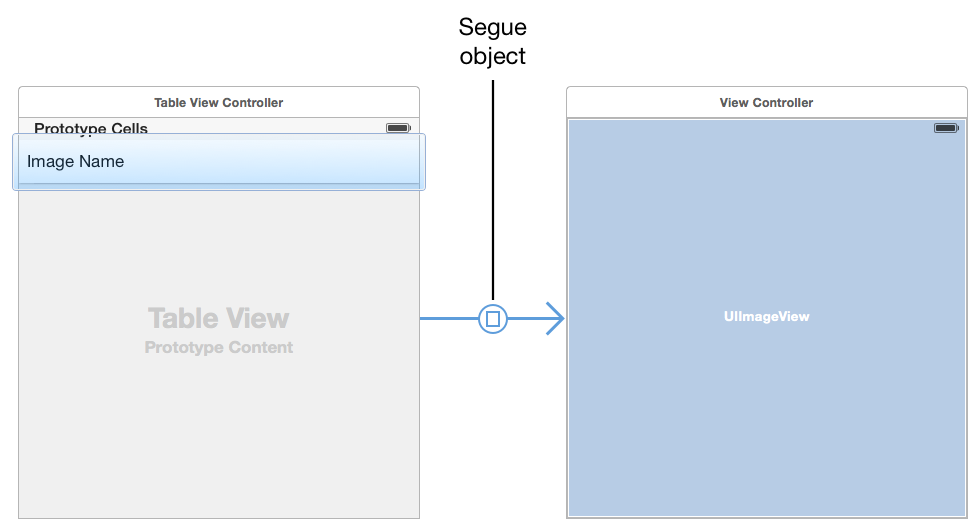 Segue
object
Table View Controller
Prototype Cells
Image Name
Table View
Prototype Content
View Controller
UIImageView